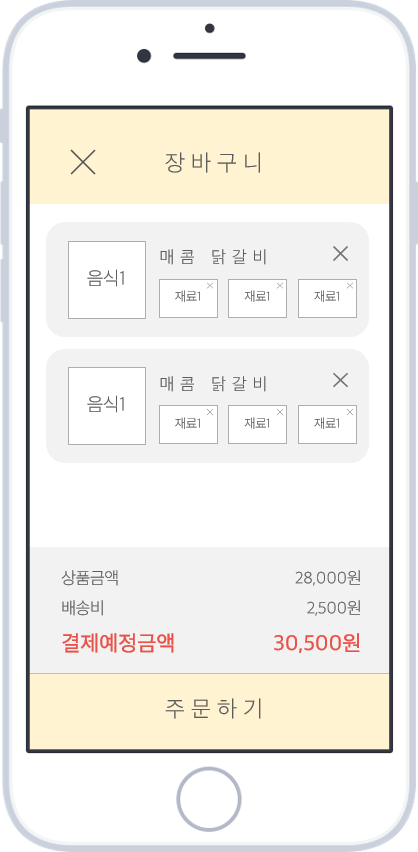 장바구니
음식1
매콤 닭갈비
재료1 재료1 재료1
음식1
매콤 닭갈비
재료1 재료1 재료1
상품금액 28,000원
배송비 2,500원
결제예정금액 30,500원
주문하기